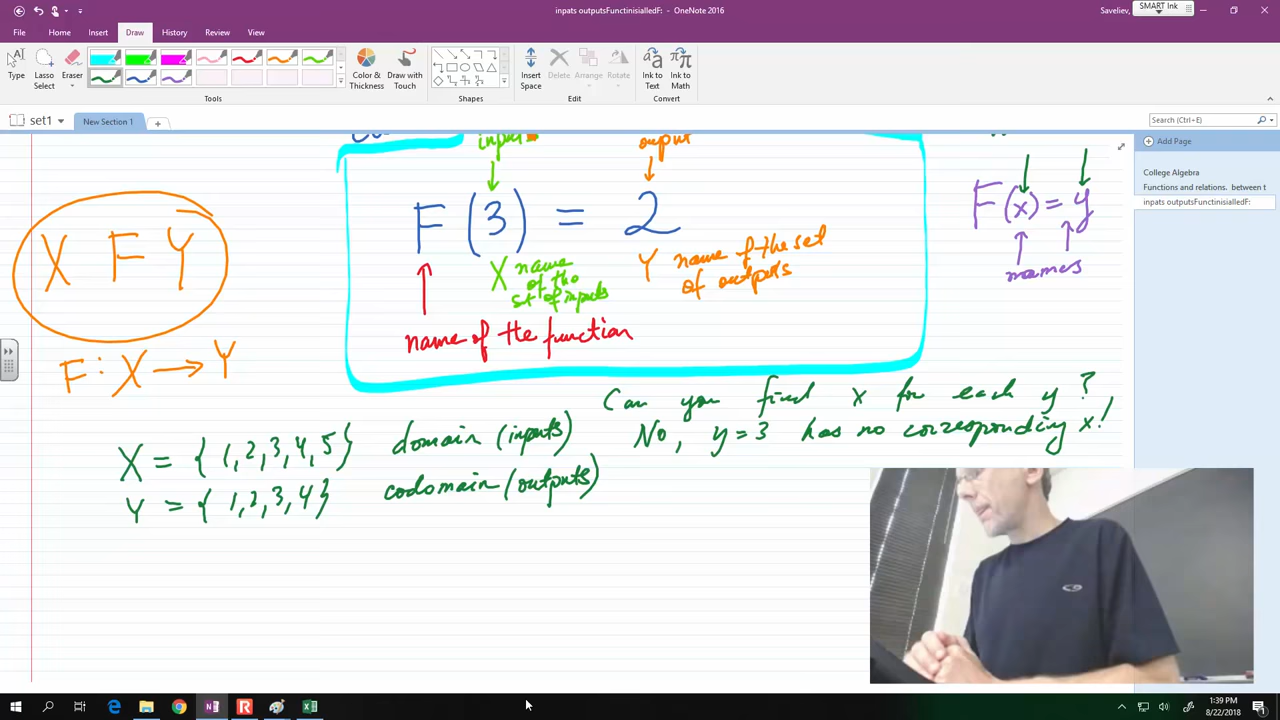 inpats outputsFunctinisialledF: - OneNote 2016
Saveliev,
SMART Ink
File Home Insert Draw History Review View
Type
Lasso Select
Eraser
Color & Thickness
Draw with Touch
Insert Space
Delete
Arrange
Rotate
Ink to Text
Ink to Math
Tools
Shapes
Edit
Convert
set1
New Section 1
Search (Ctrl+E)
Add Page
College Algebra
Functions and relations. between t
inpats outputsFunctinisialledF:
input
output
F(3) = 2
X name of the set of inputs
Y name of the set of outputs
name of the function
F(x) = y
names
X F Y
F: X → Y
Can you find x for each y?
No, y = 3 has no corresponding x!
X = {1,2,3,4,5} domain (inputs)
Y = {1,2,3,4} codomain (outputs)
1:39 PM
8/22/2018